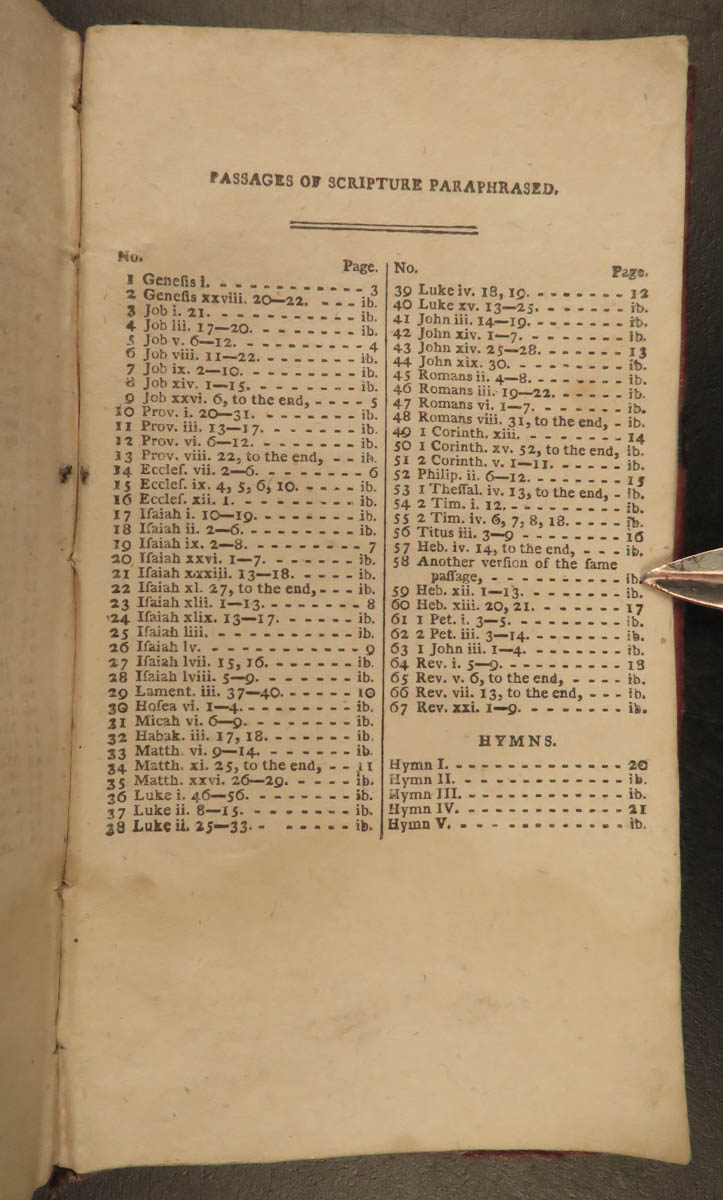 PASSAGES OF SCRIPTURE PARAPHRASED.
No. Page.
1 Geneſis i. - - - - - - - - - - - 3
2 Geneſis xxviii. 20—22. - - - ib.
3 Job i. 21. - - - - - - - - - - ib.
4 Job iii. 17—20. - - - - - - - ib.
5 Job v. 6—12. - - - - - - - - - 4
6 Job viii. 11—22. - - - - - - - ib.
7 Job ix. 2—10. - - - - - - - - ib.
8 Job xiv. 1—15. - - - - - - - ib.
9 Job xxvi. 6, to the end, - - - - 5
10 Prov. i. 20—31. - - - - - - - ib.
11 Prov. iii. 13—17. - - - - - - ib.
12 Prov. vi. 6—12. - - - - - - - ib.
13 Prov. viii. 22, to the end, - - ib.
14 Eccleſ. vii. 2—6. - - - - - - - 6
15 Eccleſ. ix. 4, 5, 6, 10. - - - - ib.
16 Eccleſ. xii. 1. - - - - - - - - ib.
17 Iſaiah i. 10—19. - - - - - - - ib.
18 Iſaiah ii. 2—6. - - - - - - - - ib.
19 Iſaiah ix. 2—8. - - - - - - - - 7
20 Iſaiah xxvi. 1—7. - - - - - - ib.
21 Iſaiah xxxiii. 13—18. - - - - ib.
22 Iſaiah xl. 27, to the end, - - - ib.
23 Iſaiah xlii. 1—13. - - - - - - - 8
24 Iſaiah xlix. 13—17. - - - - - ib.
25 Iſaiah liii. - - - - - - - - - - ib.
26 Iſaiah lv. - - - - - - - - - - - 9
27 Iſaiah lvii. 15, 16. - - - - - - ib.
28 Iſaiah lviii. 5—9. - - - - - - ib.
29 Lament. iii. 37—40. - - - - - 10
30 Hoſea vi. 1—4. - - - - - - - - ib.
31 Micah vi. 6—9. - - - - - - - ib.
32 Habak. iii. 17, 18. - - - - - - ib.
33 Matth. vi. 9—14. - - - - - - ib.
34 Matth. xi. 25, to the end, - - 11
35 Matth. xxvi. 26—29. - - - - ib.
36 Luke i. 46—56. - - - - - - - ib.
37 Luke ii. 8—15. - - - - - - - ib.
38 Luke ii. 25—33. - - - - - - ib.
No. Page.
39 Luke iv. 18, 19. - - - - - - - 12
40 Luke xv. 13—25. - - - - - - ib.
41 John iii. 14—19. - - - - - - - ib.
42 John xiv. 1—7. - - - - - - - - ib.
43 John xiv. 25—28. - - - - - - 13
44 John xix. 30. - - - - - - - - ib.
45 Romans ii. 4—8. - - - - - - - ib.
46 Romans iii. 19—22. - - - - - ib.
47 Romans vi. 1—7. - - - - - - - ib.
48 Romans viii. 31, to the end, - ib.
49 1 Corinth. xiii. - - - - - - - - 14
50 1 Corinth. xv. 52, to the end, ib.
51 2 Corinth. v. 1—11. - - - - - ib.
52 Philip. ii. 6—12. - - - - - - - 15
53 1 Theſſal. iv. 13, to the end, - ib.
54 2 Tim. i. 12. - - - - - - - - - ib.
55 2 Tim. iv. 6, 7, 8, 18. - - - - ib.
56 Titus iii. 3—9 - - - - - - - - 16
57 Heb. iv. 14, to the end, - - - ib.
58 Another verſion of the ſame
paſſage, - - - - - - - - - - ib.
59 Heb. xii. 1—13. - - - - - - - ib.
60 Heb. xiii. 20, 21. - - - - - - 17
61 1 Pet. i. 3—5. - - - - - - - - ib.
62 2 Pet. iii. 3—14. - - - - - - - ib.
63 1 John iii. 1—4. - - - - - - - ib.
64 Rev. i. 5—9. - - - - - - - - - 18
65 Rev. v. 6, to the end, - - - - ib.
66 Rev. vii. 13, to the end, - - - ib.
67 Rev. xxi. 1—9. - - - - - - - ib.
HYMNS.
Hymn I. - - - - - - - - - - - - 20
Hymn II. - - - - - - - - - - - - ib.
Hymn III. - - - - - - - - - - - ib.
Hymn IV. - - - - - - - - - - - - 21
Hymn V. - - - - - - - - - - - - ib.